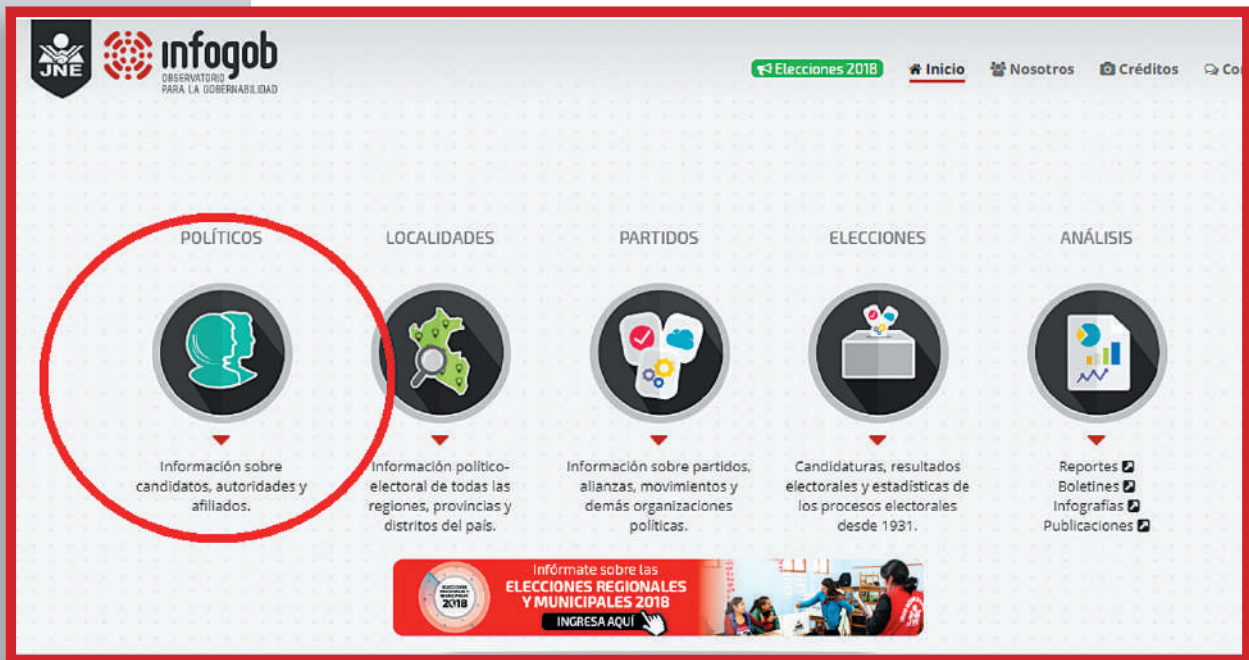 JNE
infogob
OBSERVATORIO
PARA LA GOBERNABILIDAD
Elecciones 2018
Inicio
Nosotros
Créditos
POLÍTICOS
Información sobre
candidatos, autoridades y
afiliados.
LOCALIDADES
Información político-
electoral de todas las
regiones, provincias y
distritos del país.
PARTIDOS
Información sobre partidos,
alianzas, movimientos y
demás organizaciones
políticas.
ELECCIONES
Candidaturas, resultados
electorales y estadísticas de
los procesos electorales
desde 1931.
ANÁLISIS
Reportes
Boletines
Infografías
Publicaciones
ELECCIONES
REGIONALES
Y MUNICIPALES
2018
Infórmate sobre las
ELECCIONES REGIONALES
Y MUNICIPALES 2018
INGRESA AQUÍ